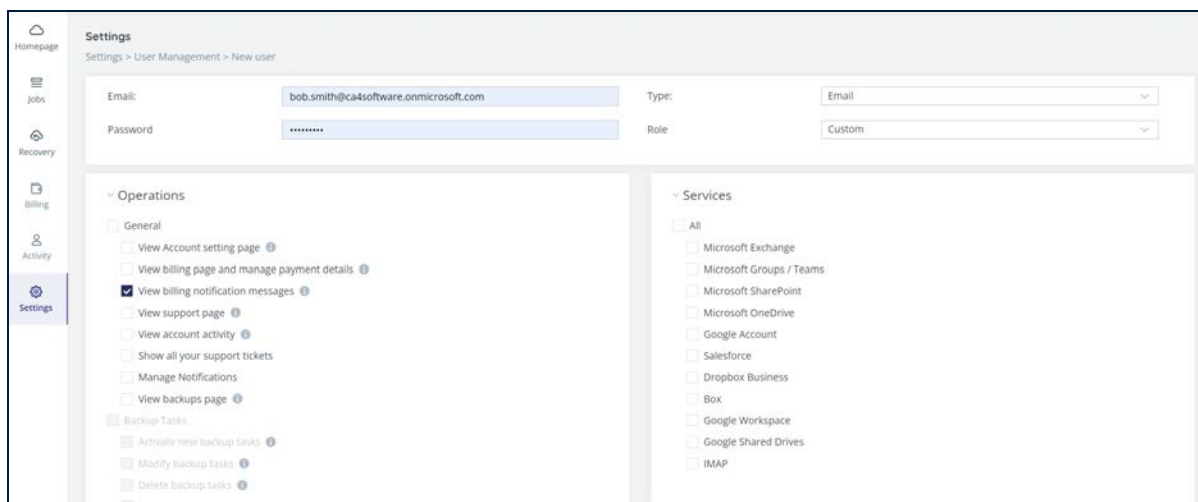 Homepage
Jobs
Recovery
Billing
Activity
Settings
Settings
Settings > User Management > New user
Email: bob.smith@ca4software.onmicrosoft.com Type: Email
Password ••••••••• Role Custom
Operations
General
View Account setting page
View billing page and manage payment details
View billing notification messages
View support page
View account activity
Show all your support tickets
Manage Notifications
View backups page
Backup Tasks
Activate new backup tasks
Modify backup tasks
Delete backup tasks
Services
All
Microsoft Exchange
Microsoft Groups / Teams
Microsoft SharePoint
Microsoft OneDrive
Google Account
Salesforce
Dropbox Business
Box
Google Workspace
Google Shared Drives
IMAP